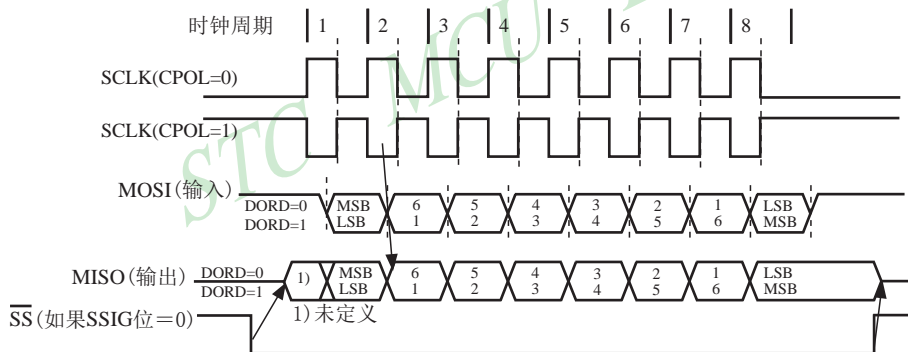 时钟周期 1 2 3 4 5 6 7 8
SCLK(CPOL=0)
SCLK(CPOL=1)
STC MCU
MOSI(输入)
DORD=0 MSB 6 5 4 3 2 1 LSB
DORD=1 LSB 1 2 3 4 5 6 MSB
MISO(输出)
DORD=0 1) MSB 6 5 4 3 2 1 LSB
DORD=1 LSB 1 2 3 4 5 6 MSB
1)未定义
SS(如果SSIG位=0)